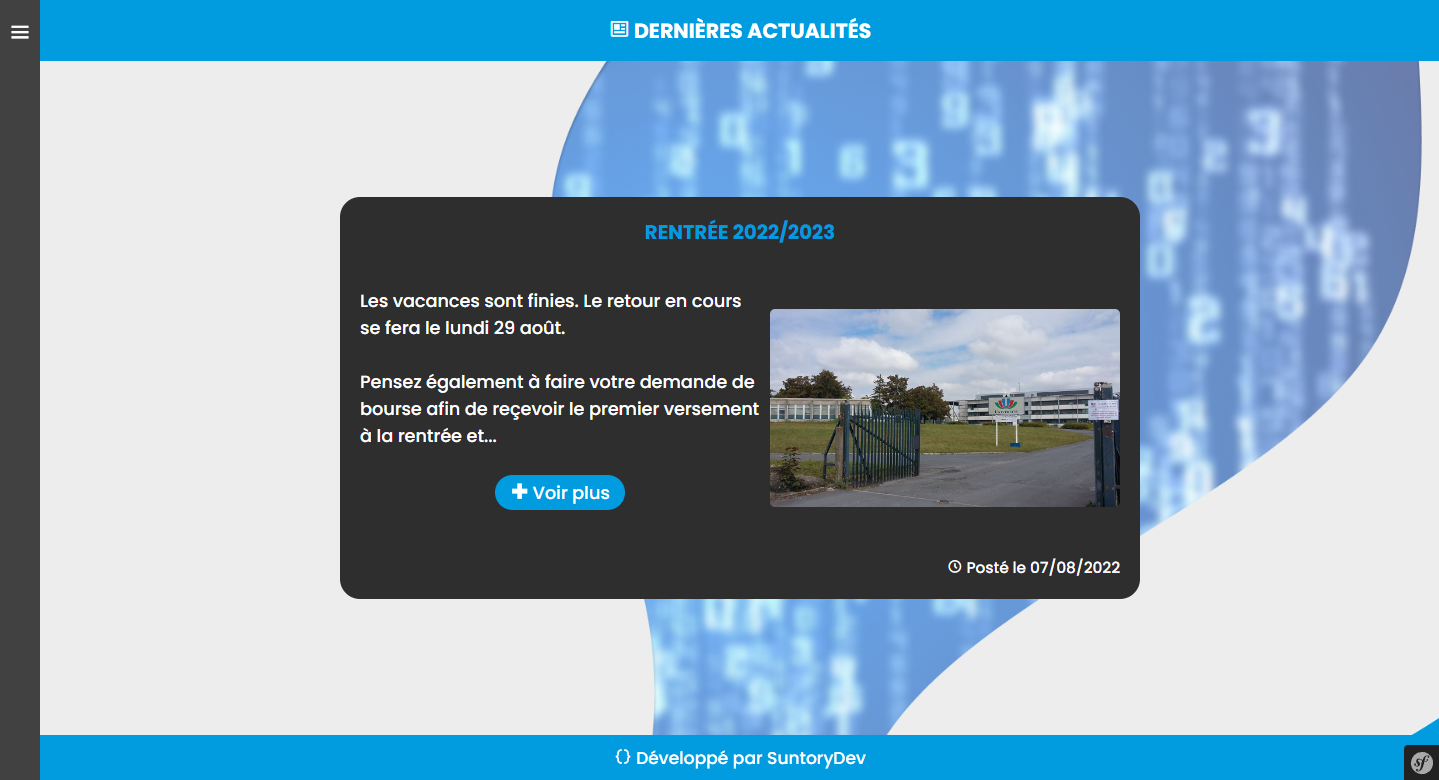 DERNIÈRES ACTUALITÉS
RENTRÉE 2022/2023
Les vacances sont finies. Le retour en cours
se fera le lundi 29 août.
Pensez également à faire votre demande de
bourse afin de reçevoir le premier versement
à la rentrée et...
Voir plus
Posté le 07/08/2022
{} Développé par SuntoryDev
sf